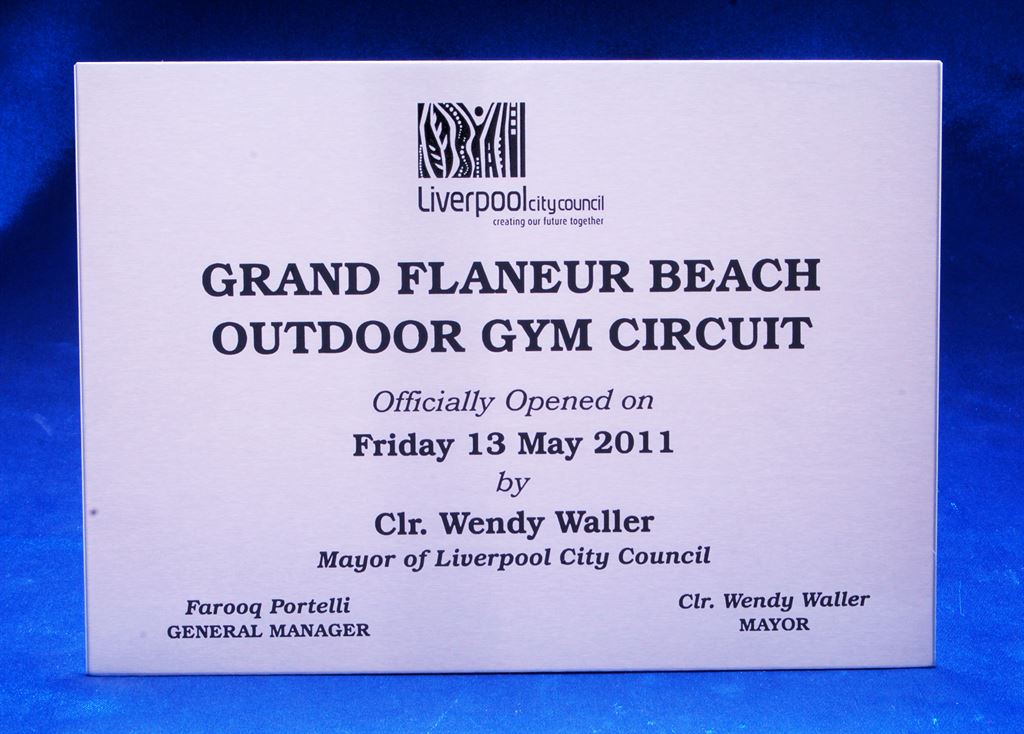 Liverpool city council
creating our future together
GRAND FLANEUR BEACH
OUTDOOR GYM CIRCUIT
Officially Opened on
Friday 13 May 2011
by
Clr. Wendy Waller
Mayor of Liverpool City Council
Farooq Portelli
GENERAL MANAGER
Clr. Wendy Waller
MAYOR